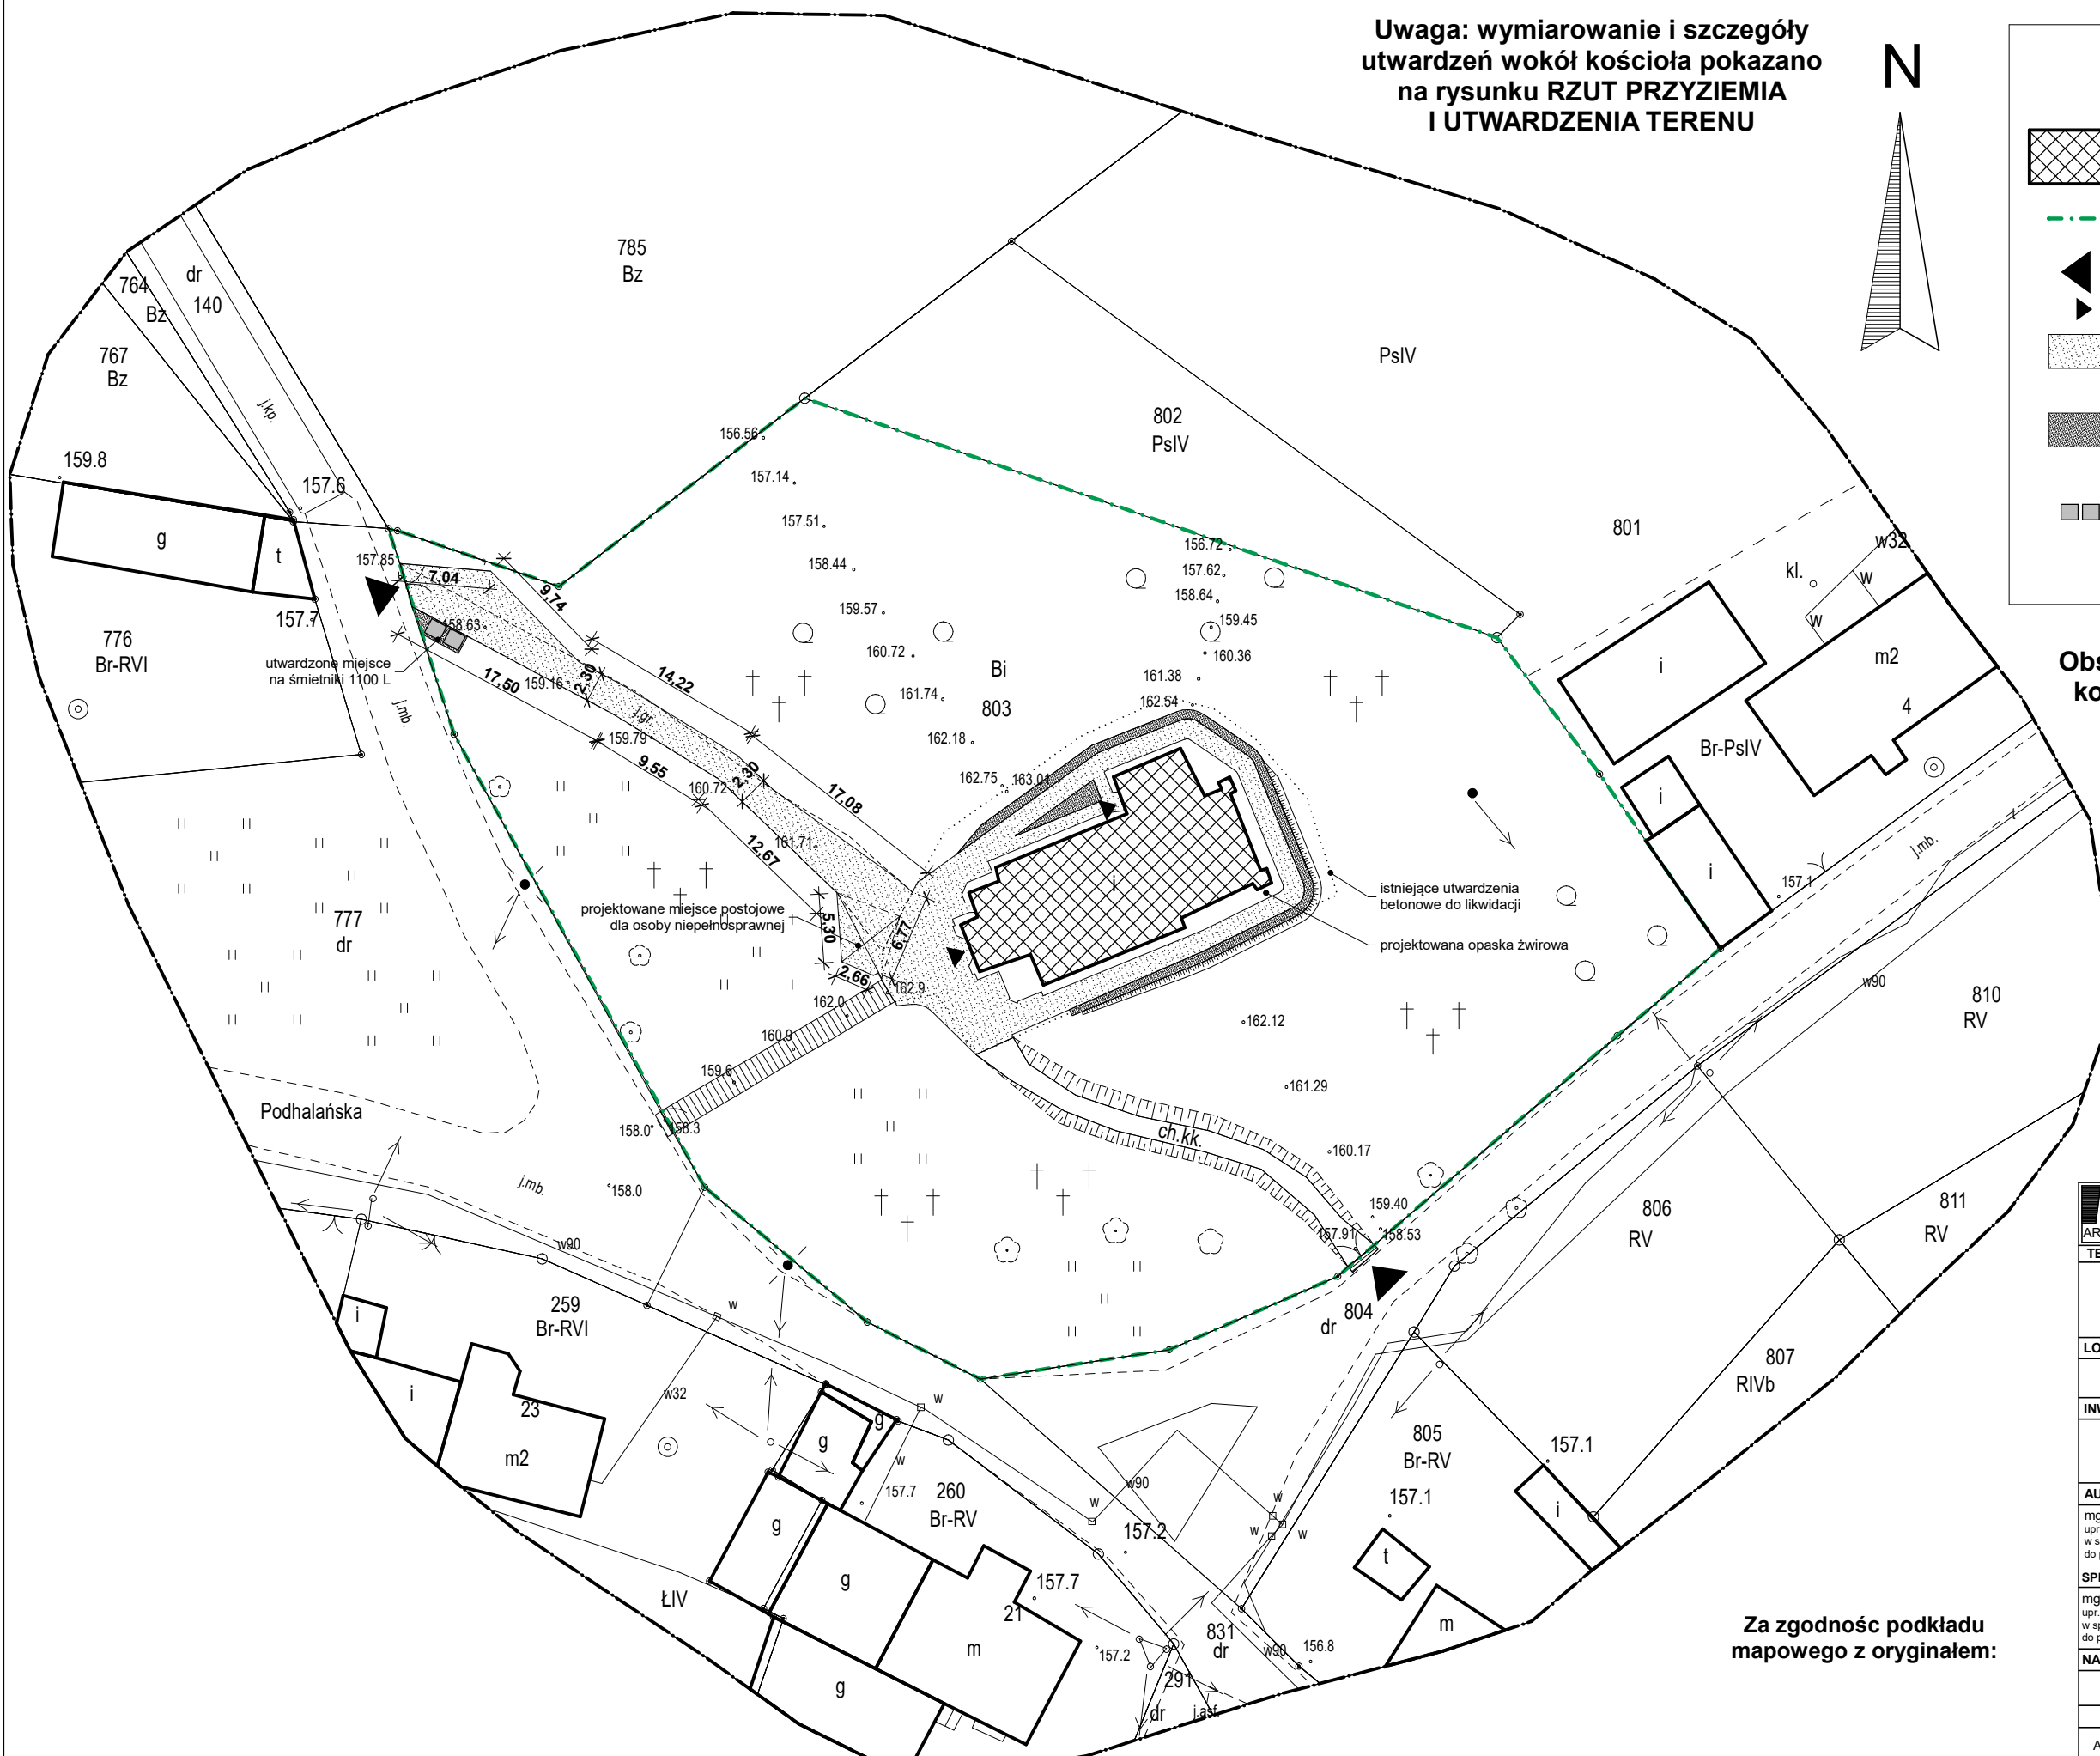 Uwaga: wymiarowanie i szczegóły
utwardzeń wokół kościoła pokazano
na rysunku RZUT PRZYZIEMIA
I UTWARDZENIA TERENU
N
785
Bz
764
Bz
dr
140
767
Bz
j.kp.
159.8
157.6
g
t
157.7
776
Br-RVI
157.85
7,04
9,74
158.63
utwardzone miejsce
na śmietniki 1100 L
17,50
159.16
2,30
14,22
j.gr.
j.mb.
159.79
9,55
160.72
2,30
17,08
12,67
161.71
projektowane miejsce postojowe
dla osoby niepełnosprawnej
5,30
6,77
2,66
162.9
162.0
160.9
159.6
158.0
158.3
156.56
157.14
157.51
158.44
159.57
160.72
161.74
162.18
162.75
163.01
Bi
803
802
PsIV
PsIV
156.72
157.62
158.64
159.45
160.36
161.38
162.54
i
istniejące utwardzenia
betonowe do likwidacji
projektowana opaska żwirowa
801
kl.
w32
w
w
i
m2
4
Br-PsIV
i
i
157.1
j.mb.
t
w90
810
RV
777
dr
Podhalańska
j.mb.
158.0
162.12
161.29
160.17
ch.kk.
159.40
157.91
158.53
804
dr
806
RV
811
RV
807
RIVb
805
Br-RV
157.1
157.1
i
t
m
w90
259
Br-RVI
w
i
i
23
m2
w32
g
g
w
w
157.7
260
Br-RV
w
w90
157.2
w
w
w
g
g
157.7
21
m
ŁIV
g
157.2
831
dr
w90
156.8
291
dr
j.asf.
Za zgodnośc podkładu
mapowego z oryginałem: